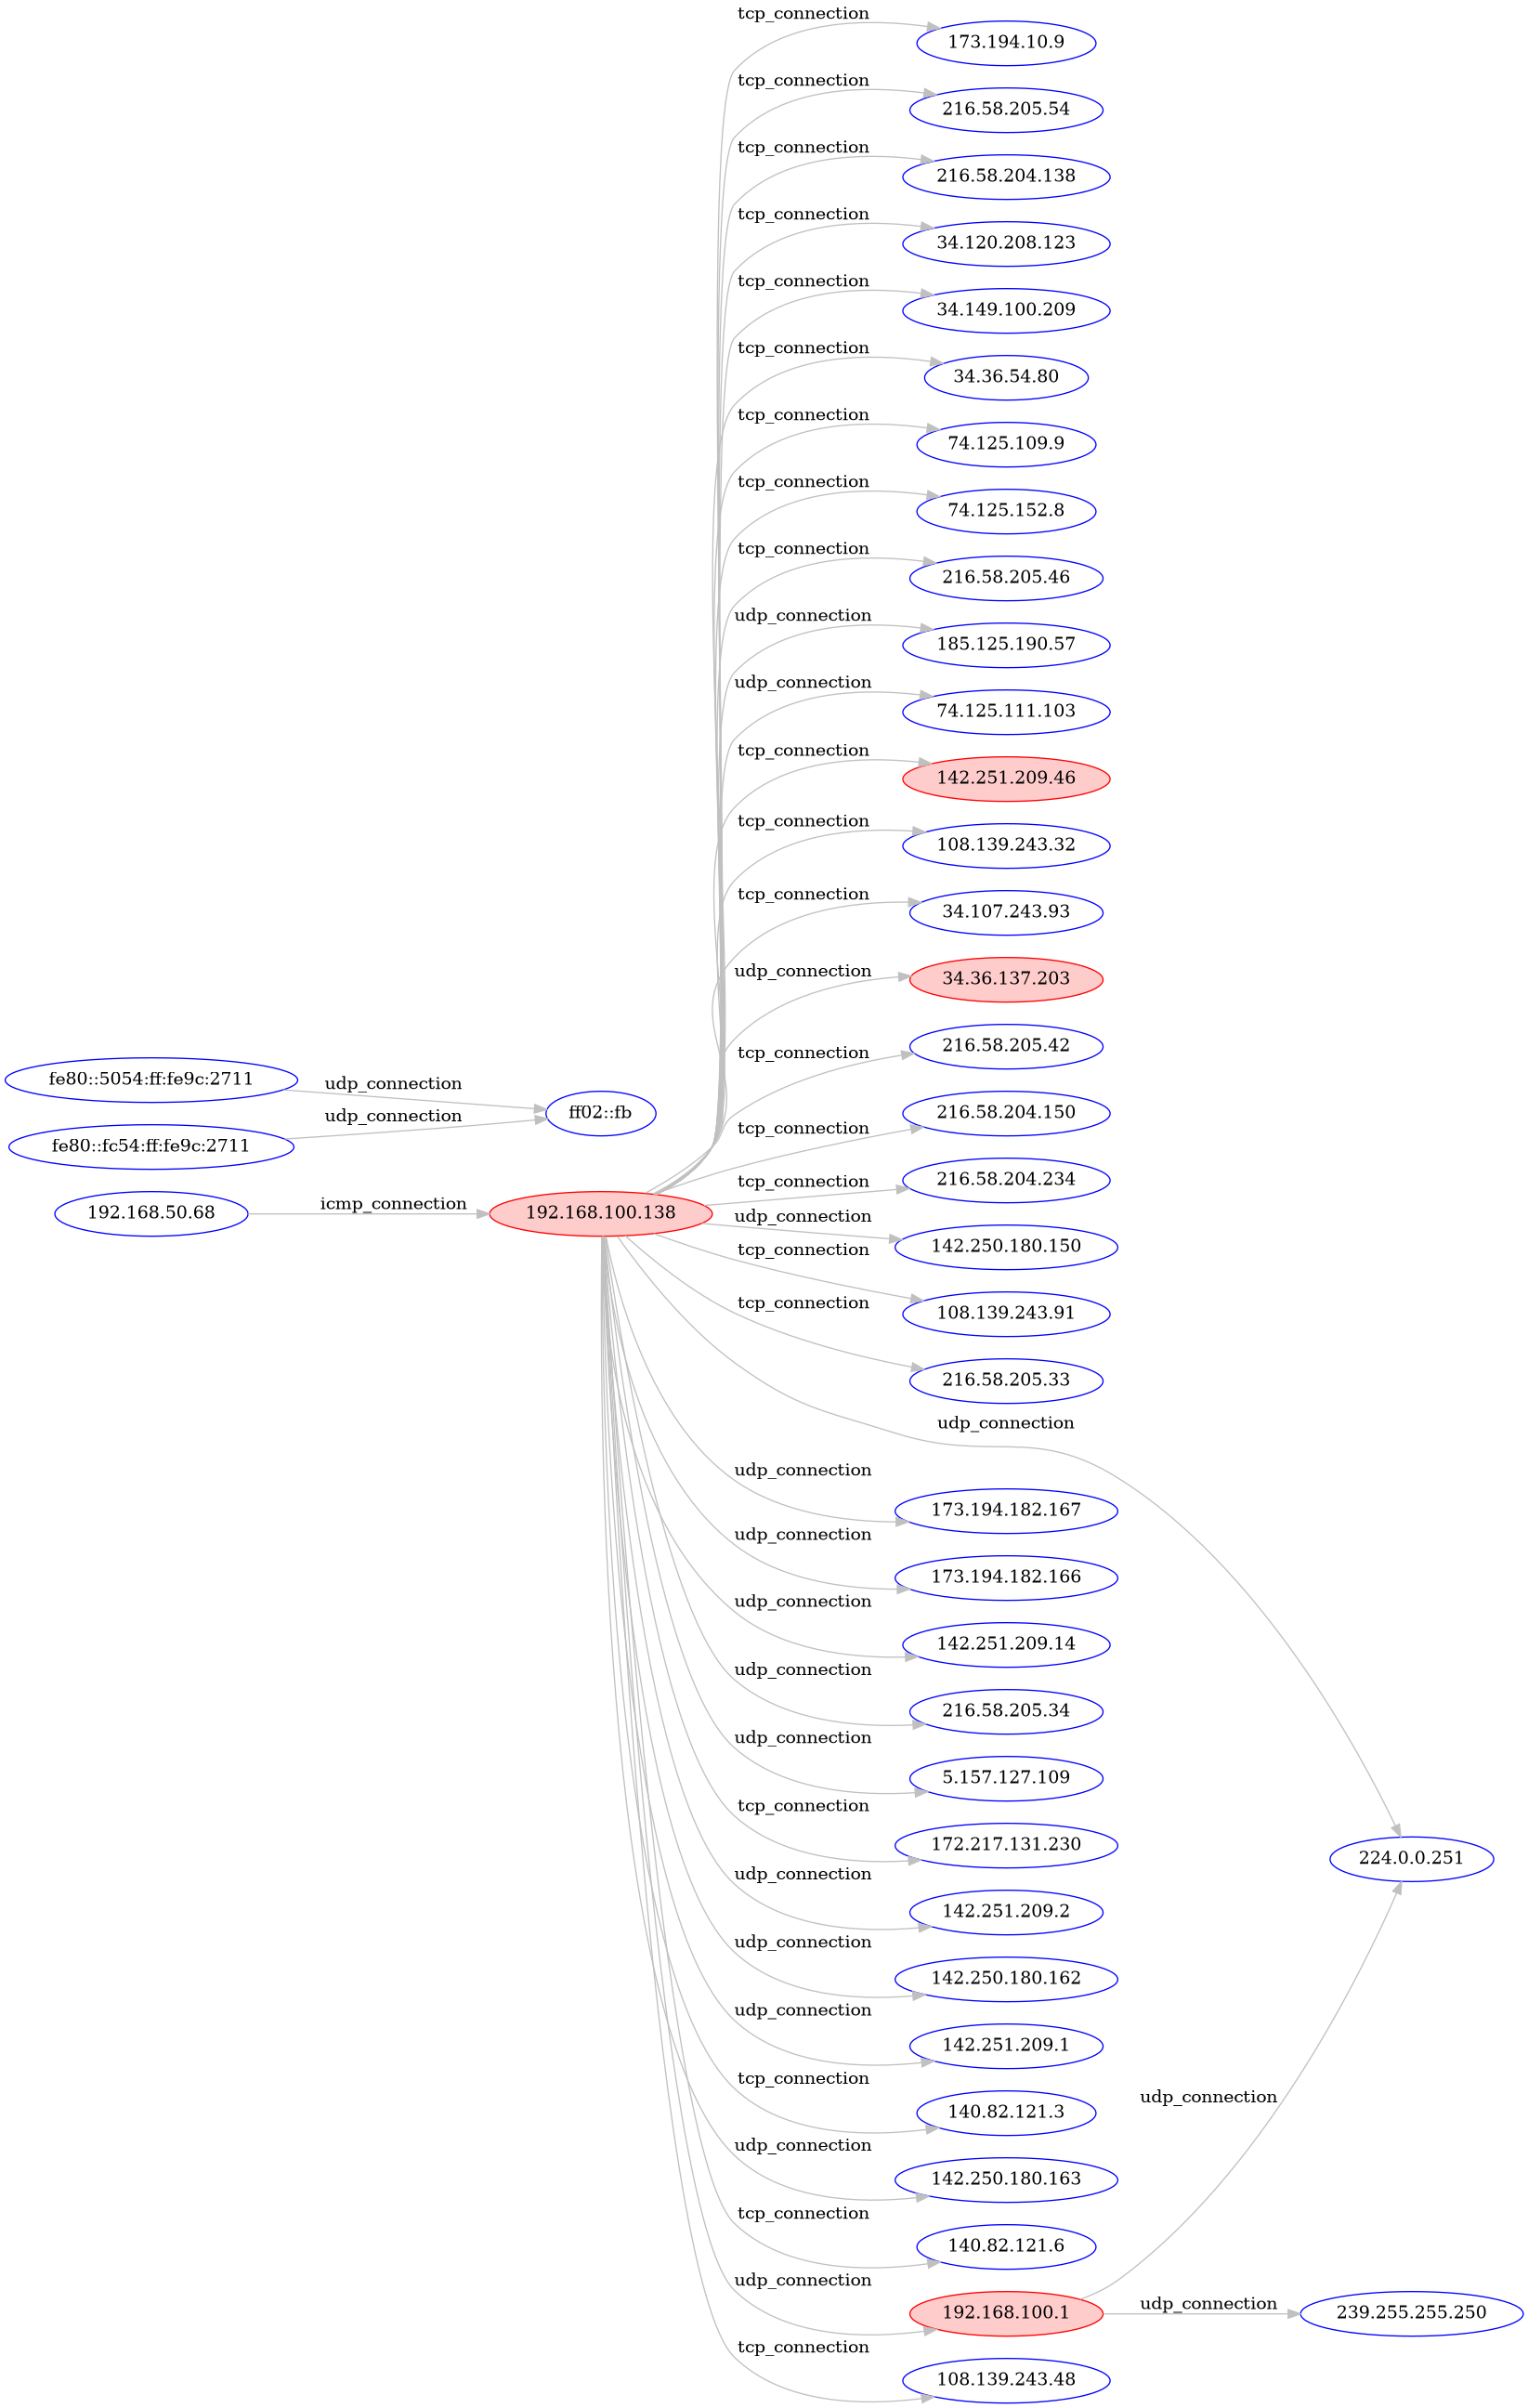 tcp_connection
173.194.10.9
tcp_connection
216.58.205.54
tcp_connection
216.58.204.138
tcp_connection
34.120.208.123
tcp_connection
34.149.100.209
tcp_connection
34.36.54.80
tcp_connection
74.125.109.9
tcp_connection
74.125.152.8
tcp_connection
216.58.205.46
udp_connection
185.125.190.57
udp_connection
74.125.111.103
tcp_connection
142.251.209.46
tcp_connection
108.139.243.32
tcp_connection
34.107.243.93
udp_connection
34.36.137.203
tcp_connection
216.58.205.42
fe80::5054:ff:fe9c:2711
udp_connection
ff02::fb
fe80::fc54:ff:fe9c:2711
udp_connection
tcp_connection
216.58.204.150
tcp_connection
216.58.204.234
192.168.50.68
icmp_connection
192.168.100.138
udp_connection
142.250.180.150
tcp_connection
108.139.243.91
tcp_connection
216.58.205.33
udp_connection
224.0.0.251
udp_connection
173.194.182.167
udp_connection
173.194.182.166
udp_connection
142.251.209.14
udp_connection
216.58.205.34
udp_connection
5.157.127.109
tcp_connection
172.217.131.230
udp_connection
142.251.209.2
udp_connection
142.250.180.162
udp_connection
142.251.209.1
tcp_connection
140.82.121.3
udp_connection
142.250.180.163
tcp_connection
140.82.121.6
udp_connection
192.168.100.1
udp_connection
udp_connection
239.255.255.250
tcp_connection
108.139.243.48